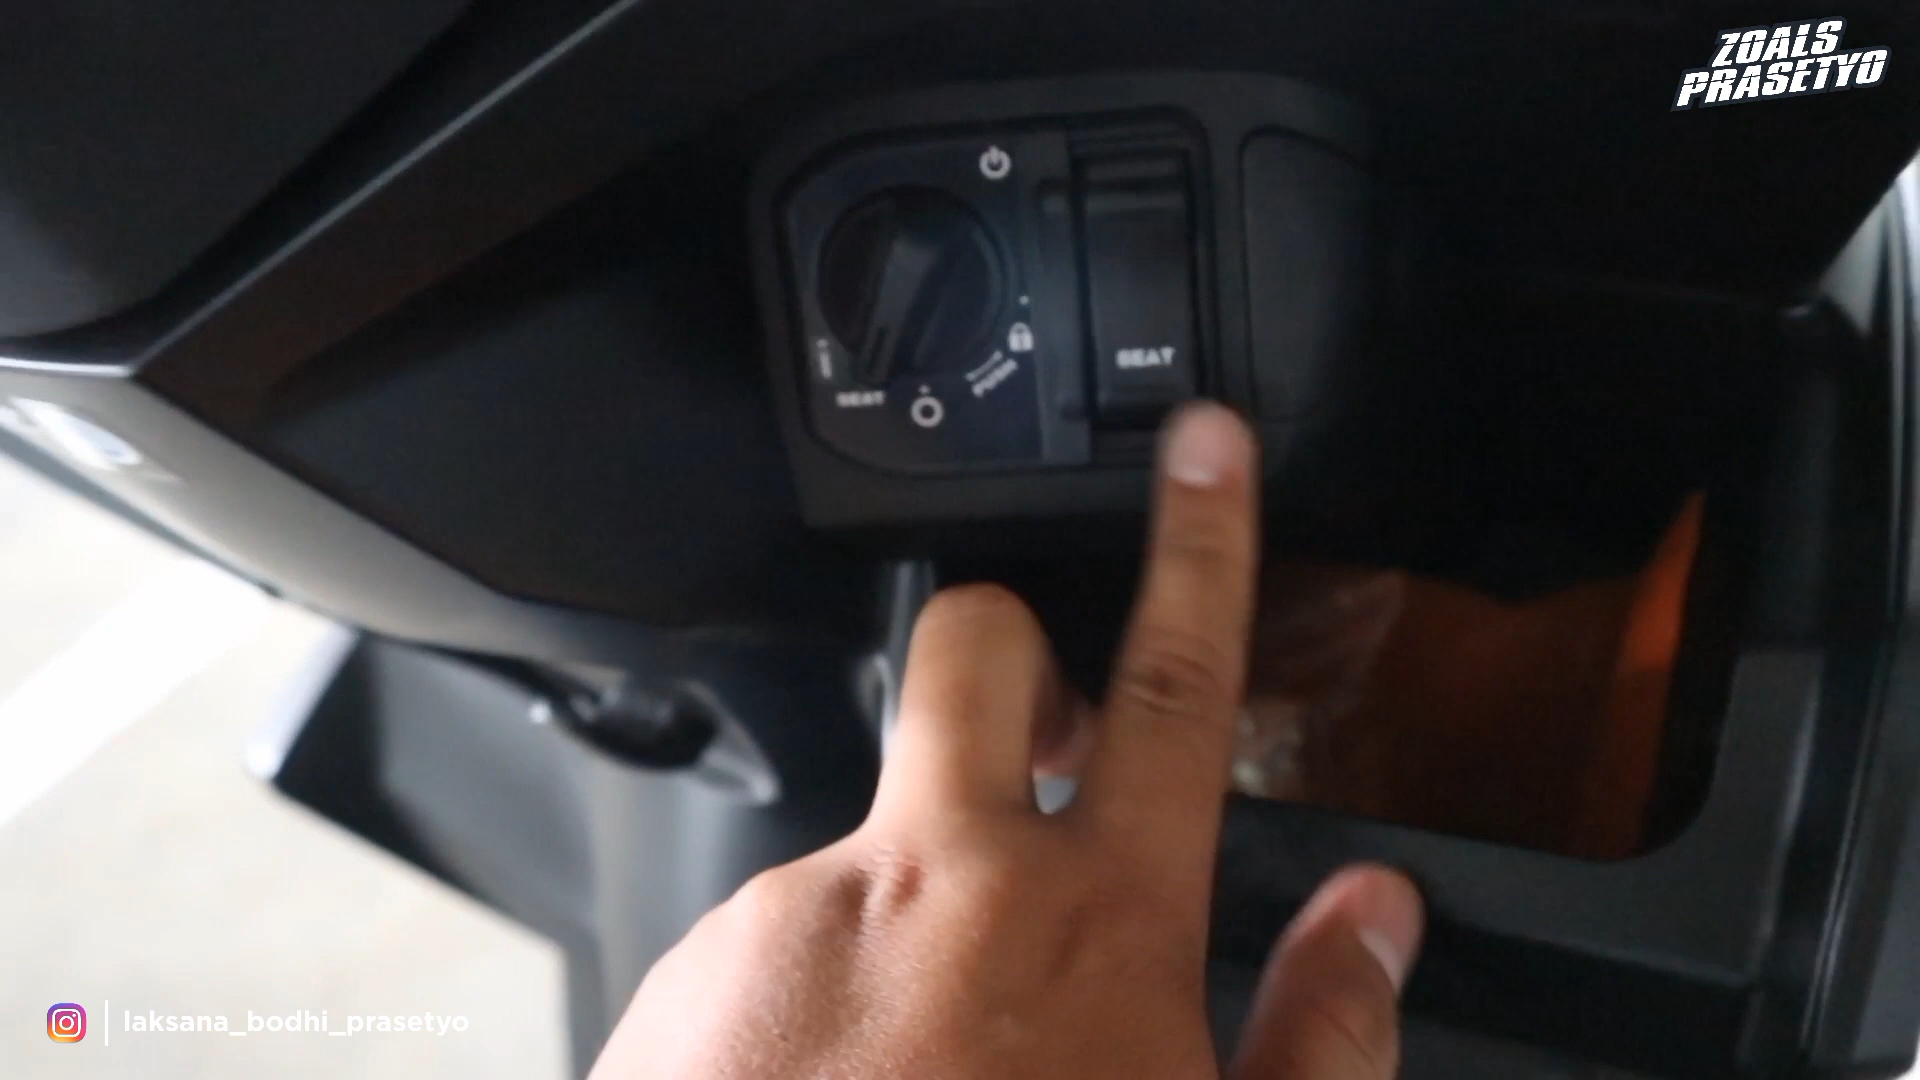 ZOALS
PRASETYO
SEAT
SEAT
PUSH
laksana_bodhi_prasetyo